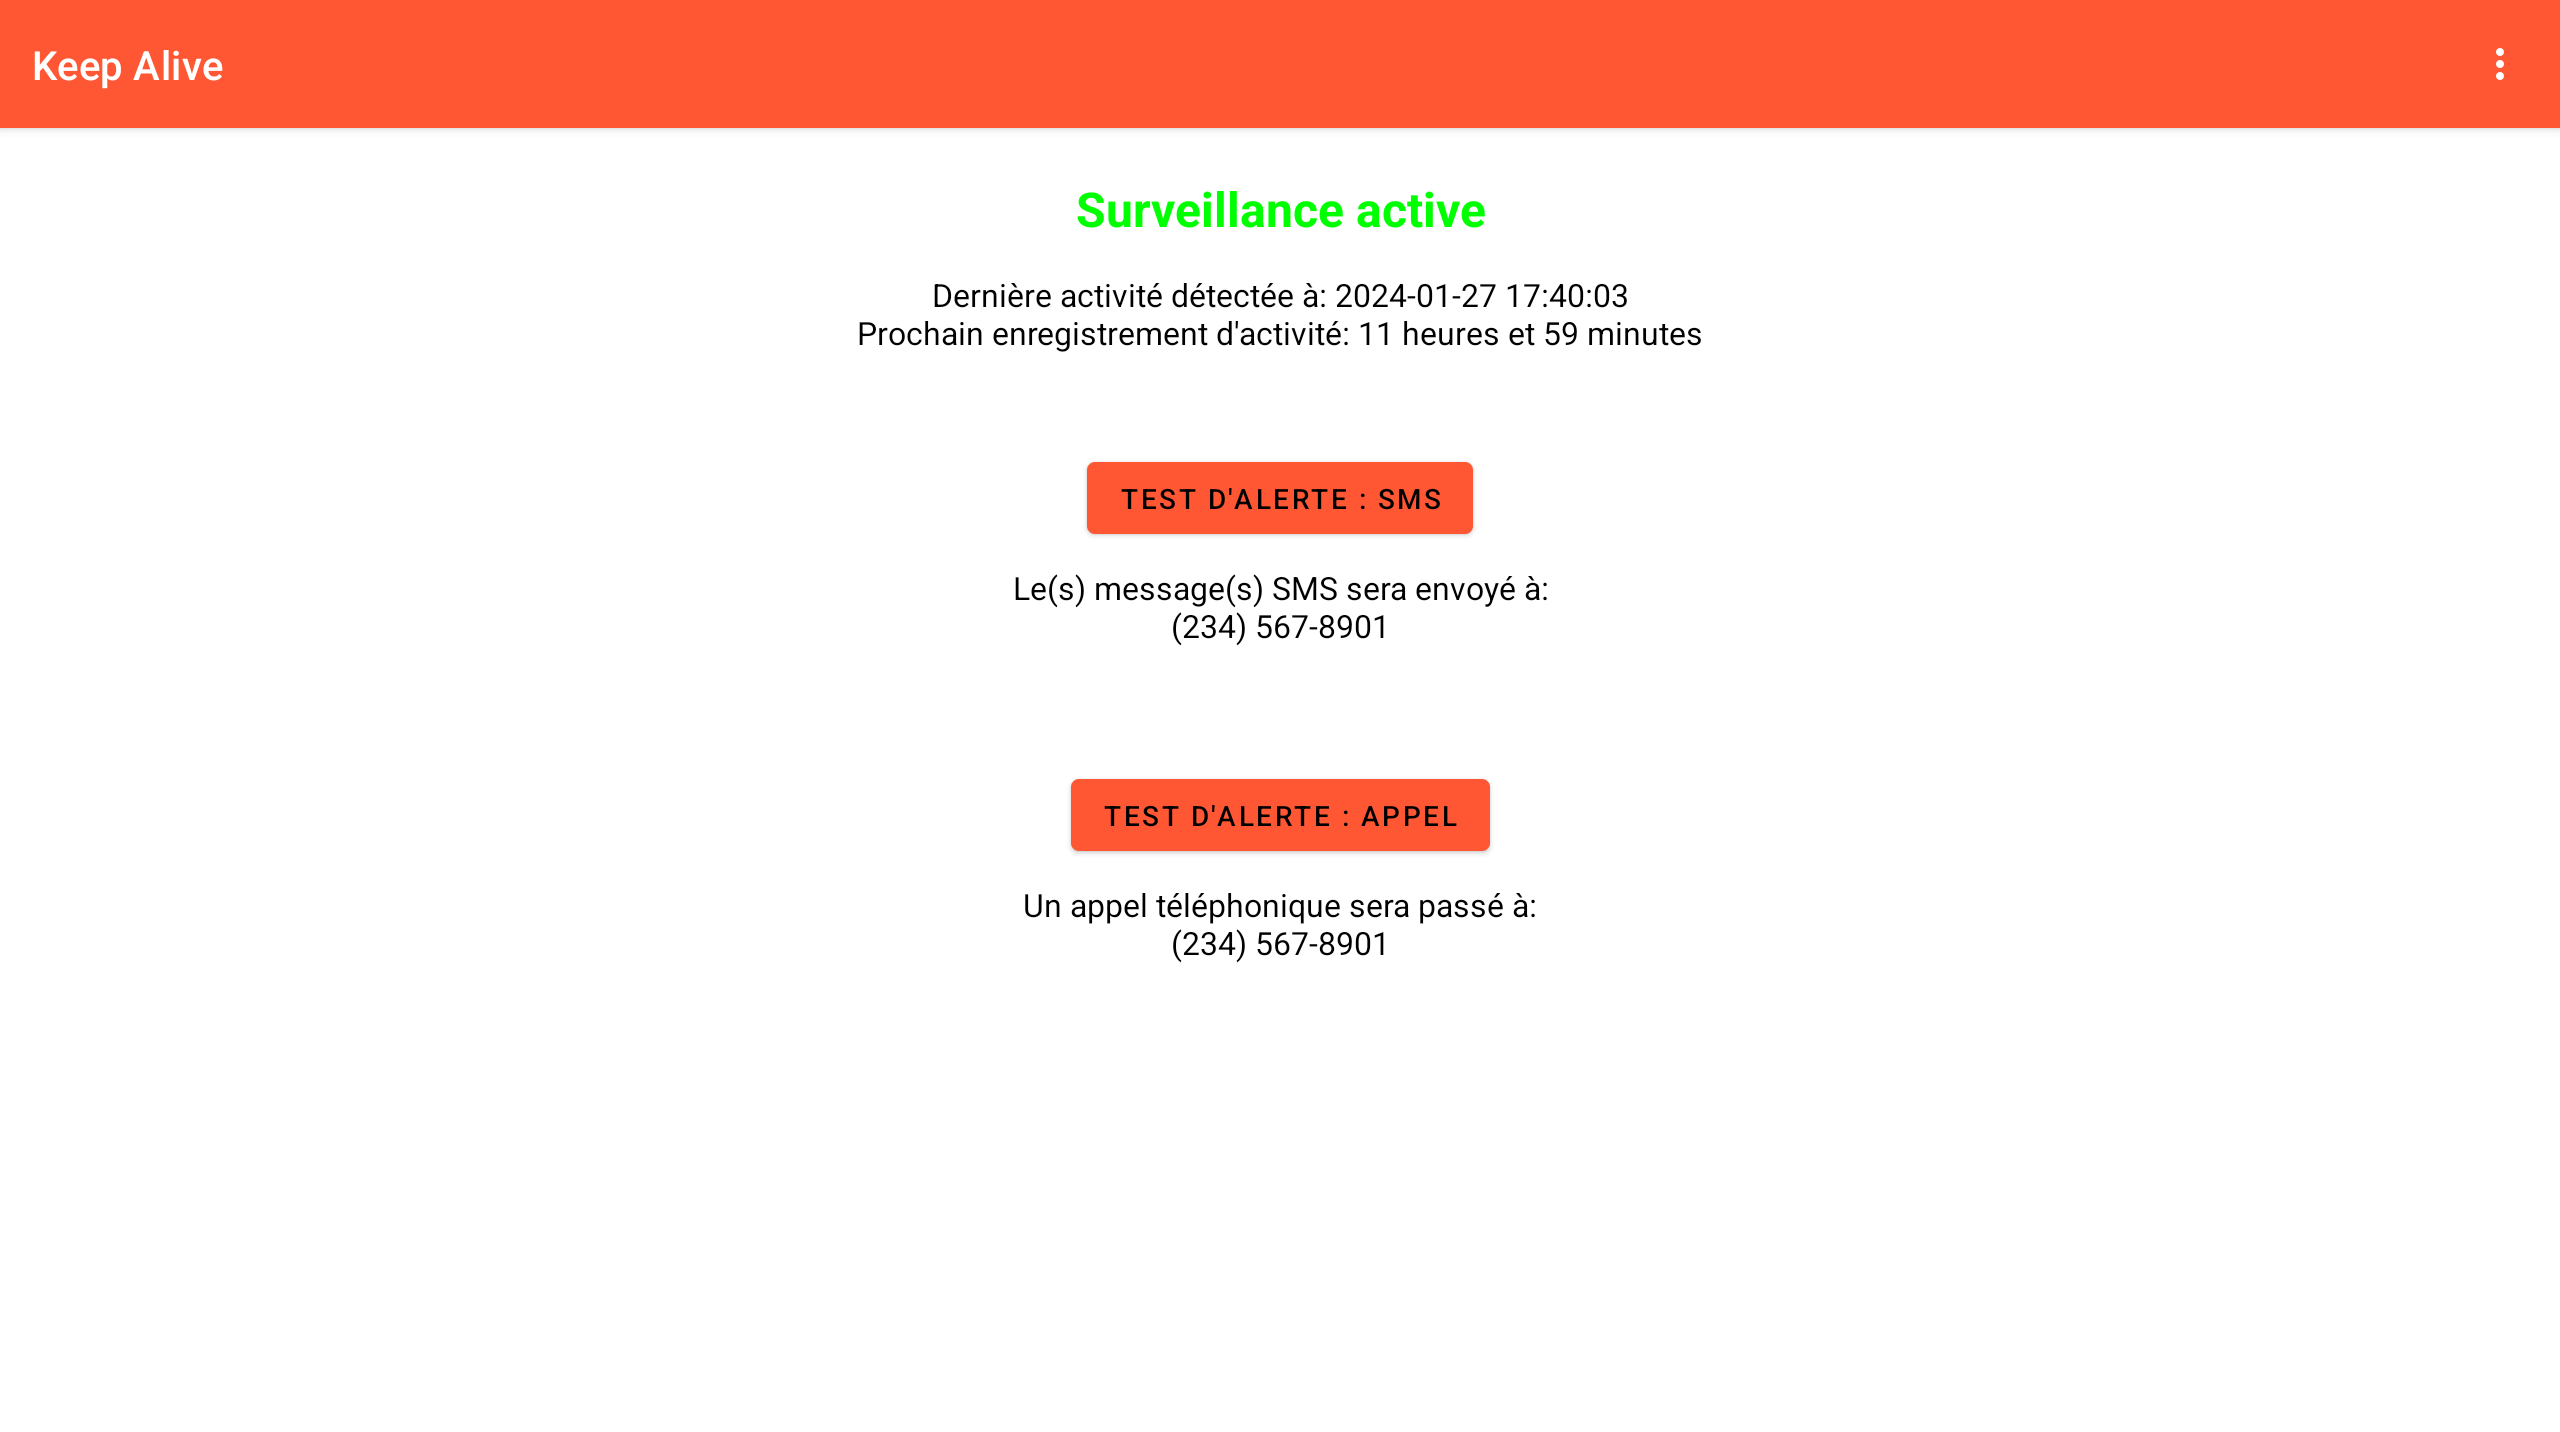 Keep Alive
Surveillance active
Dernière activité détectée à: 2024-01-27 17:40:03
Prochain enregistrement d'activité: 11 heures et 59 minutes
TEST D'ALERTE : SMS
Le(s) message(s) SMS sera envoyé à:
(234) 567-8901
TEST D'ALERTE : APPEL
Un appel téléphonique sera passé à:
(234) 567-8901